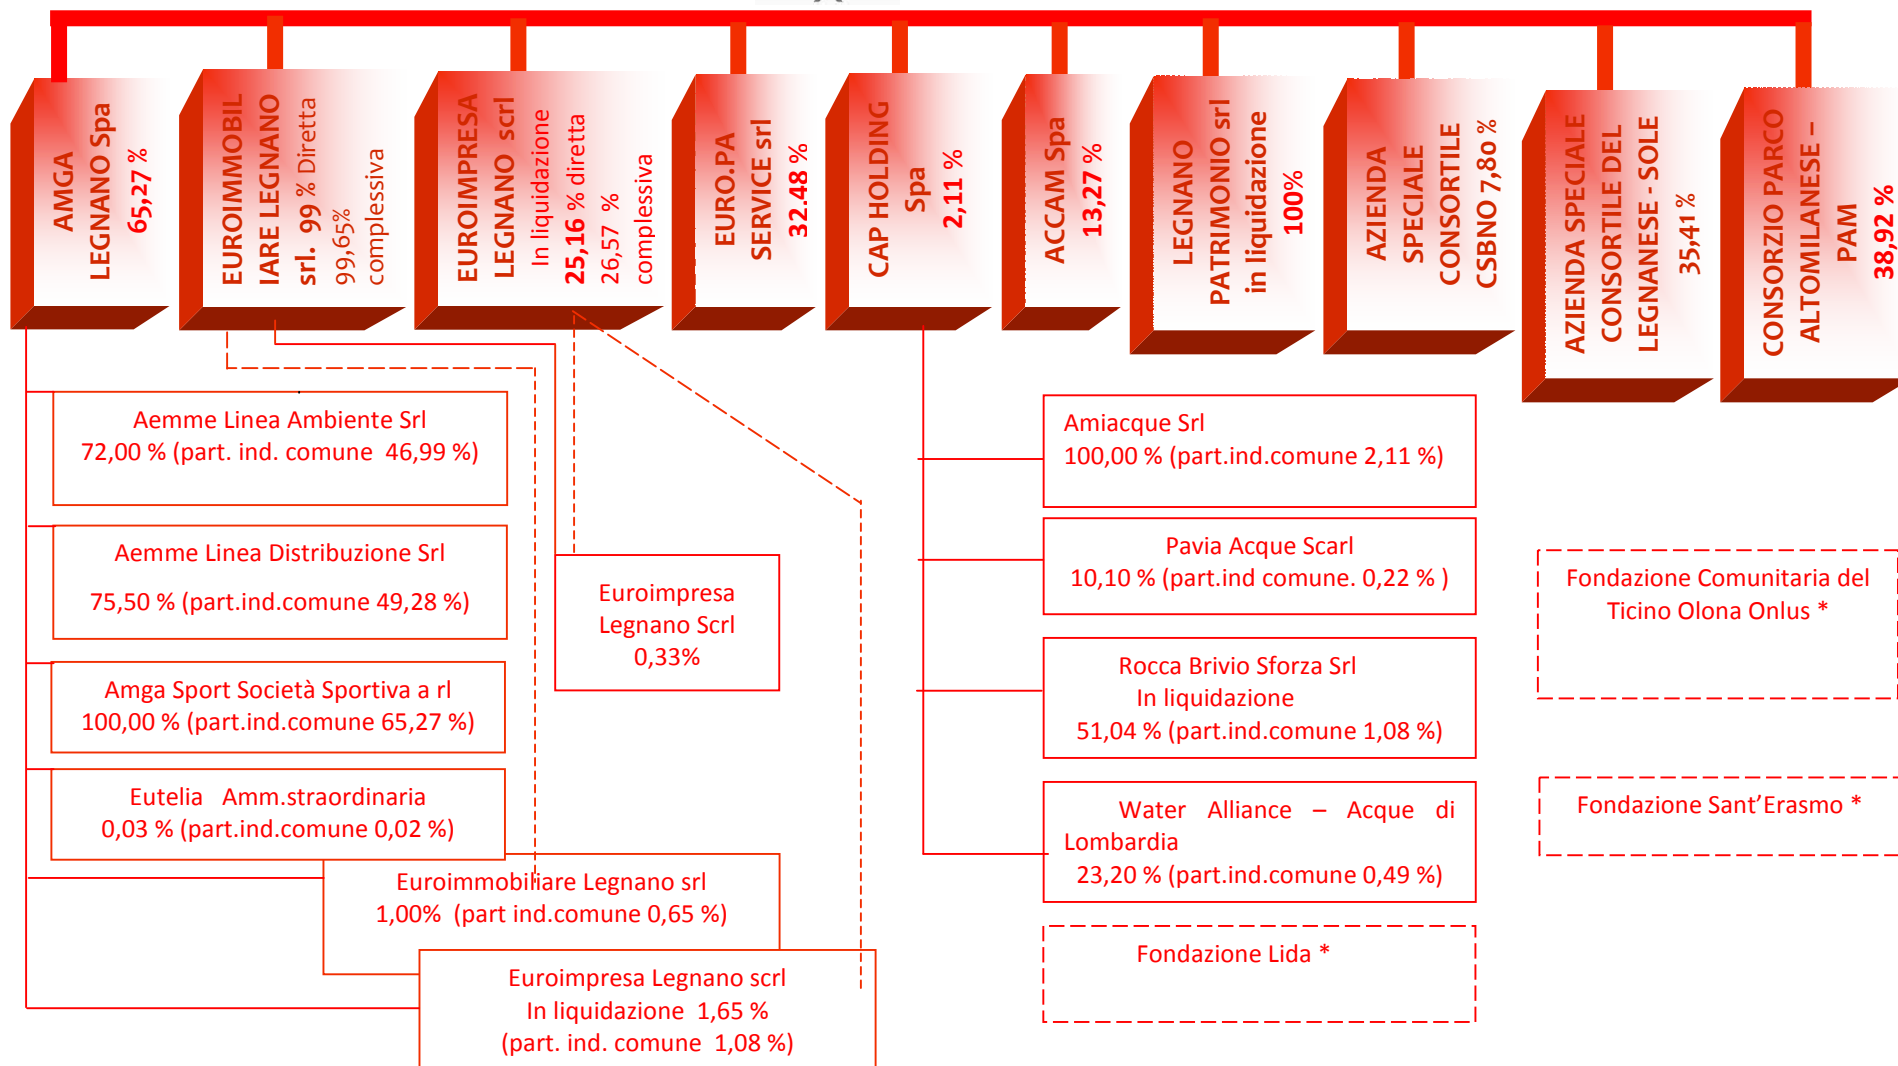 AMGA
LEGNANO Spa
65,27 %
EUROIMMOBIL
IARE LEGNANO
srl. 99 % Diretta
99,65%
complessiva
EUROIMPRESA
LEGNANO scrl
In liquidazione
25,16 % diretta
26,57 %
complessiva
EURO.PA
SERVICE srl
32.48 %
CAP HOLDING
Spa
2,11 %
ACCAM Spa
13,27 %
LEGNANO
PATRIMONIO srl
in liquidazione
100%
AZIENDA
SPECIALE
CONSORTILE
CSBNO 7,80 %
AZIENDA SPECIALE
CONSORTILE DEL
LEGNANESE - SOLE
35,41 %
CONSORZIO PARCO
ALTOMILANESE –
PAM
38,92 %
Aemme Linea Ambiente Srl
72,00 % (part. ind. comune 46,99 %)
Aemme Linea Distribuzione Srl
75,50 % (part.ind.comune 49,28 %)
Amga Sport Società Sportiva a rl
100,00 % (part.ind.comune 65,27 %)
Eutelia Amm.straordinaria
0,03 % (part.ind.comune 0,02 %)
Euroimmobiliare Legnano srl
1,00% (part ind.comune 0,65 %)
Euroimpresa Legnano scrl
In liquidazione 1,65 %
(part. ind. comune 1,08 %)
Euroimpresa
Legnano Scrl
0,33%
Amiacque Srl
100,00 % (part.ind.comune 2,11 %)
Pavia Acque Scarl
10,10 % (part.ind comune. 0,22 % )
Rocca Brivio Sforza Srl
In liquidazione
51,04 % (part.ind.comune 1,08 %)
Water Alliance – Acque di
Lombardia
23,20 % (part.ind.comune 0,49 %)
Fondazione Lida *
Fondazione Comunitaria del
Ticino Olona Onlus *
Fondazione Sant’Erasmo *